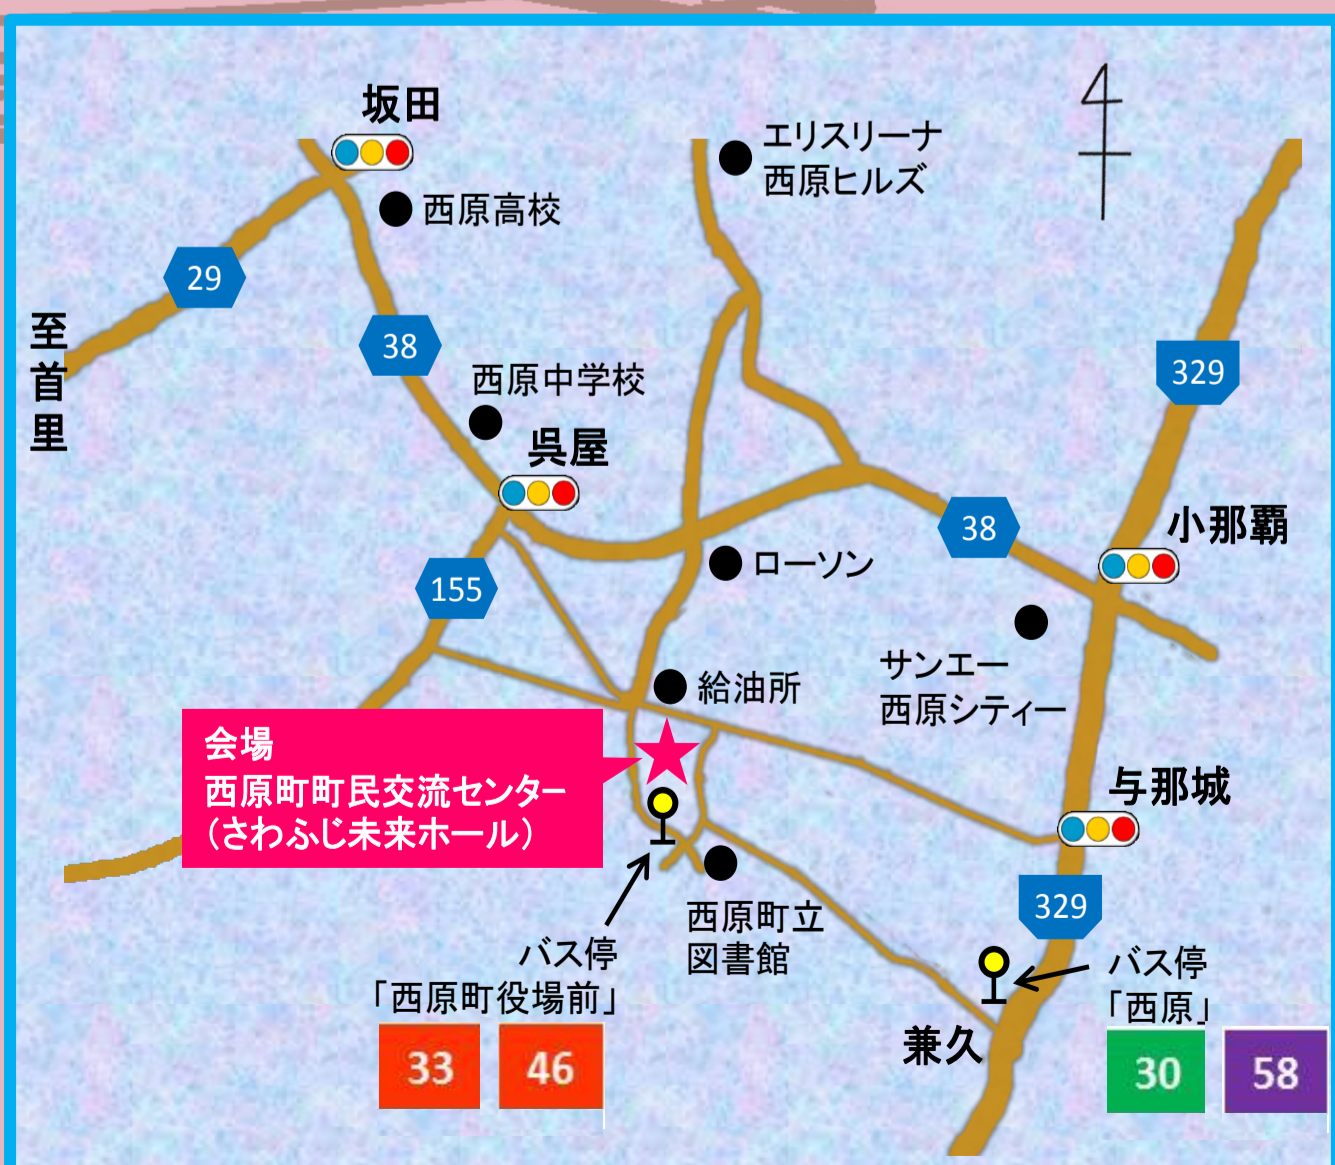 坂田
エリスリーナ
西原ヒルズ
西原高校
29
至首里
38
329
西原中学校
呉屋
38
小那覇
ローソン
155
サンエー
西原シティー
給油所
会場
西原町町民交流センター
(さわふじ未来ホール)
与那城
329
西原町立
図書館
バス停
「西原町役場前」
33
46
バス停
「西原」
兼久
30
58